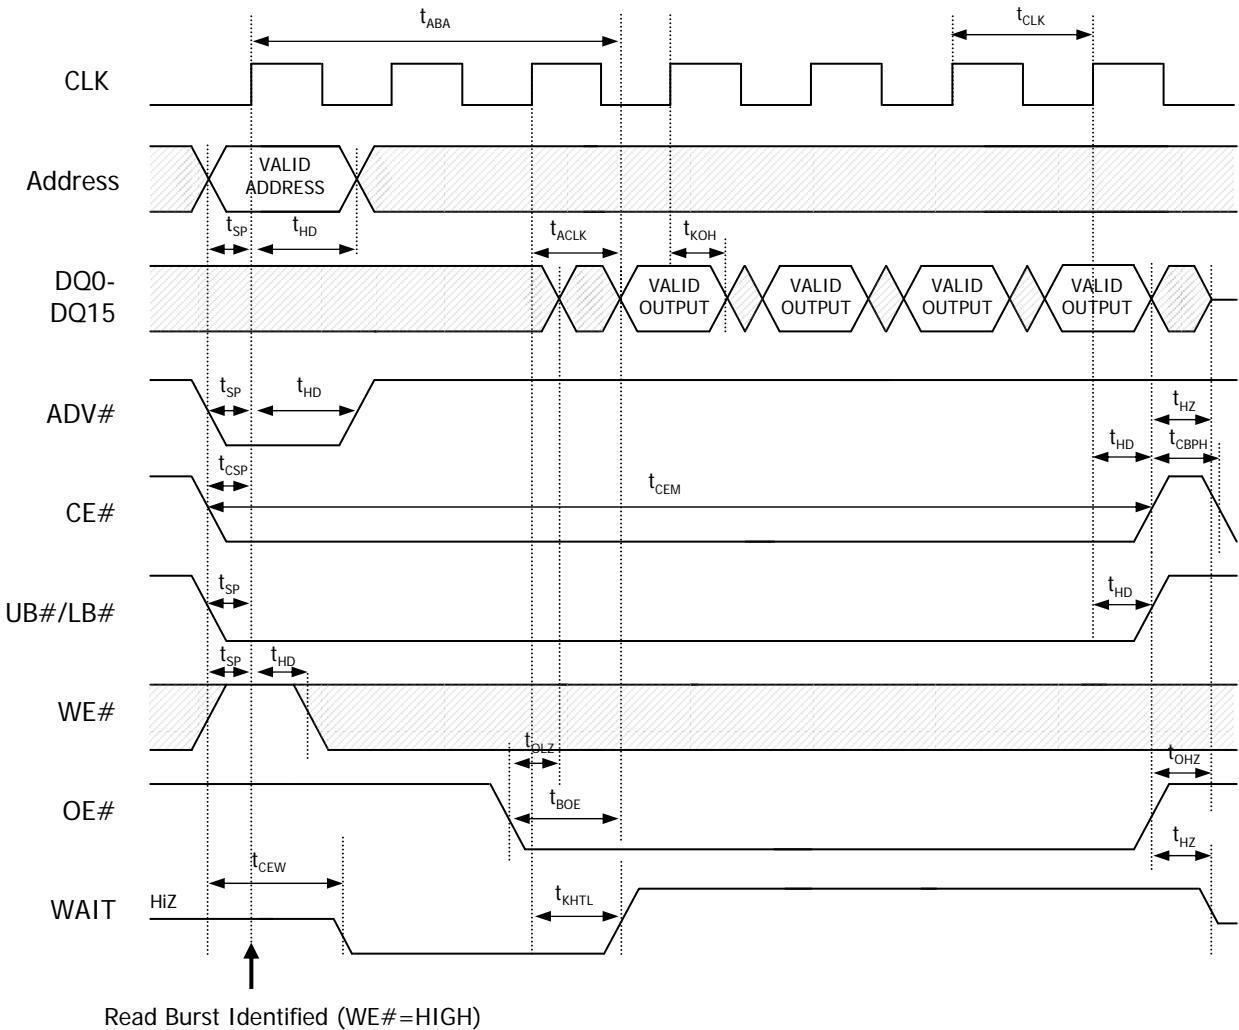 tABA
tCLK
CLK
Address
VALID
ADDRESS
tSP
tHD
tACLK
tKOH
DQ0-
DQ15
VALID
OUTPUT
VALID
OUTPUT
VALID
OUTPUT
VALID
OUTPUT
ADV#
tSP
tHD
tHZ
tCSP
tHD
tCBPH
CE#
tCEM
UB#/LB#
tSP
tHD
tSP
tHD
WE#
tOLZ
tOHZ
OE#
tBOE
tHZ
tCEW
WAIT
HiZ
tKHTL
Read Burst Identified (WE#=HIGH)